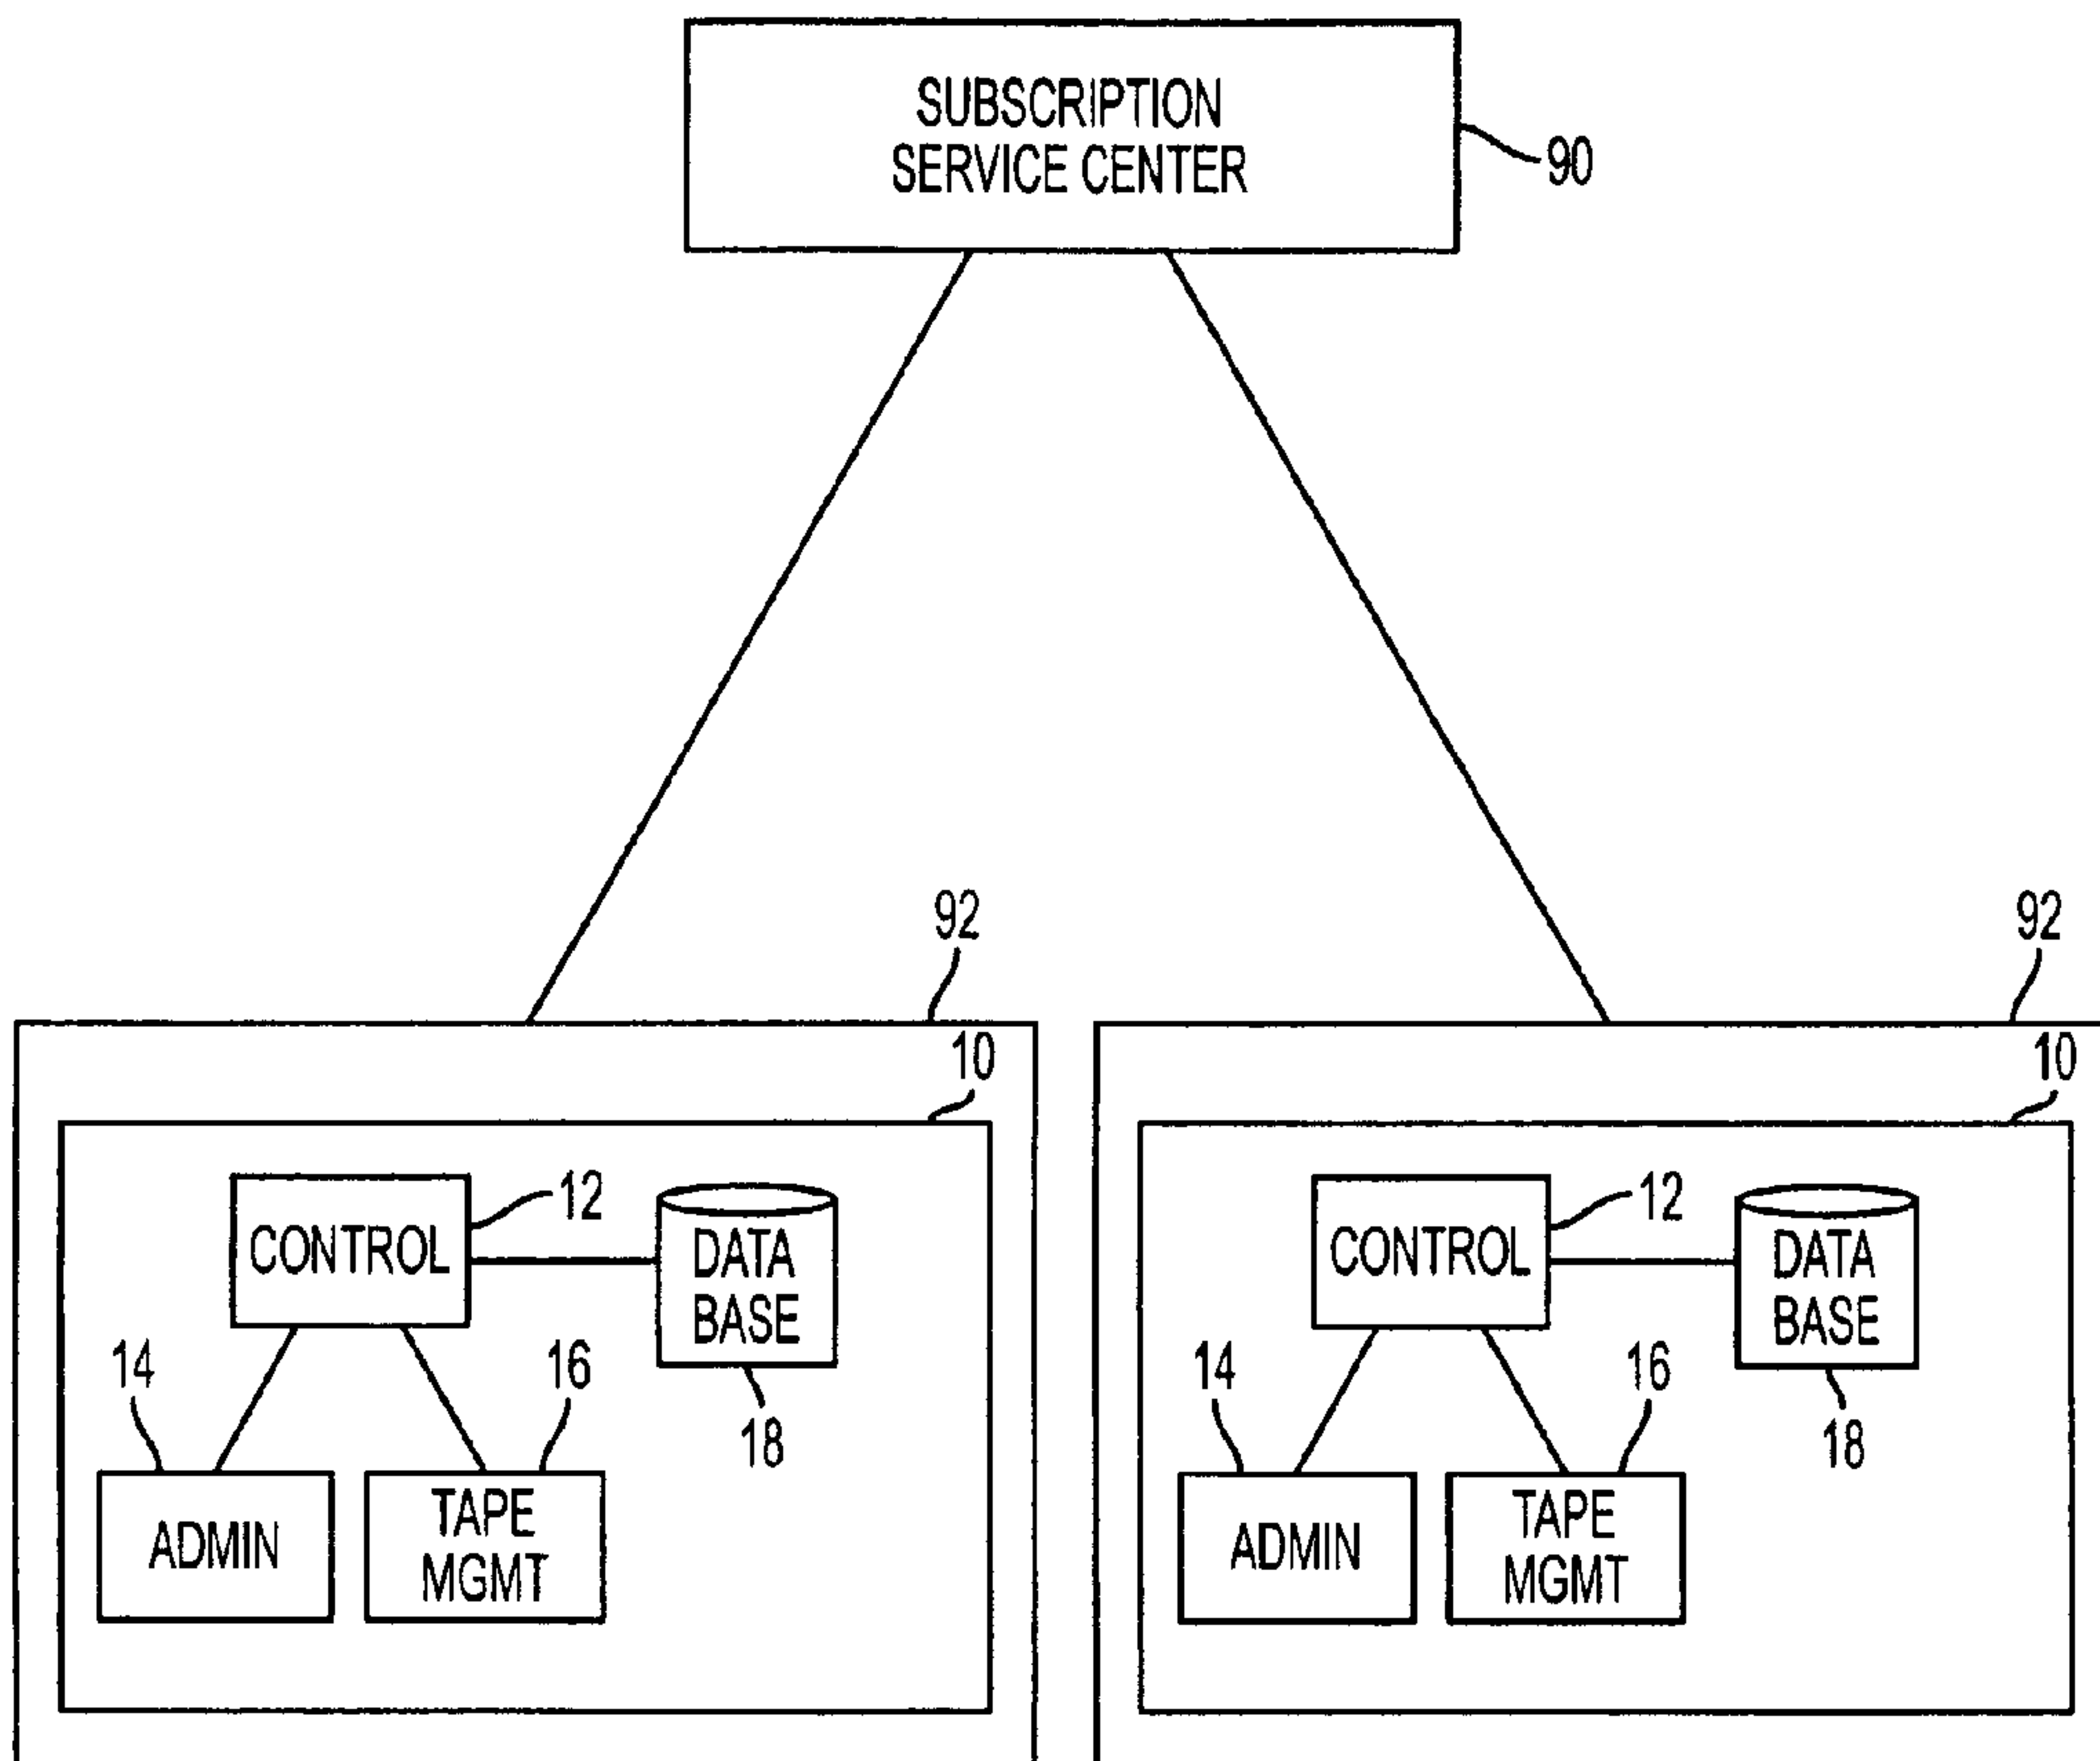 SUBSCRIPTION
SERVICE CENTER
90
92
92
10
10
CONTROL
12
DATA
BASE
18
14
16
ADMIN
TAPE
MGMT
CONTROL
12
DATA
BASE
18
14
16
ADMIN
TAPE
MGMT